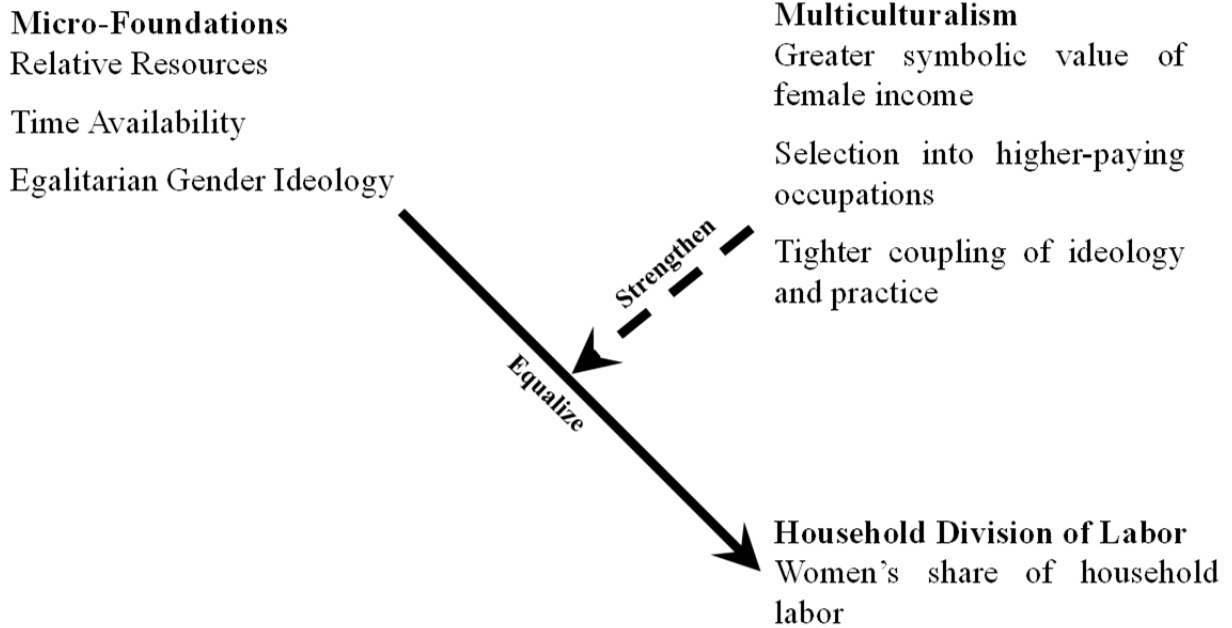 Micro-Foundations
Relative Resources
Time Availability
Egalitarian Gender Ideology
Multiculturalism
Greater symbolic value of
female income
Selection into higher-paying
occupations
Tighter coupling of ideology
and practice
Strengthen
Equalize
Household Division of Labor
Women’s share of household
labor